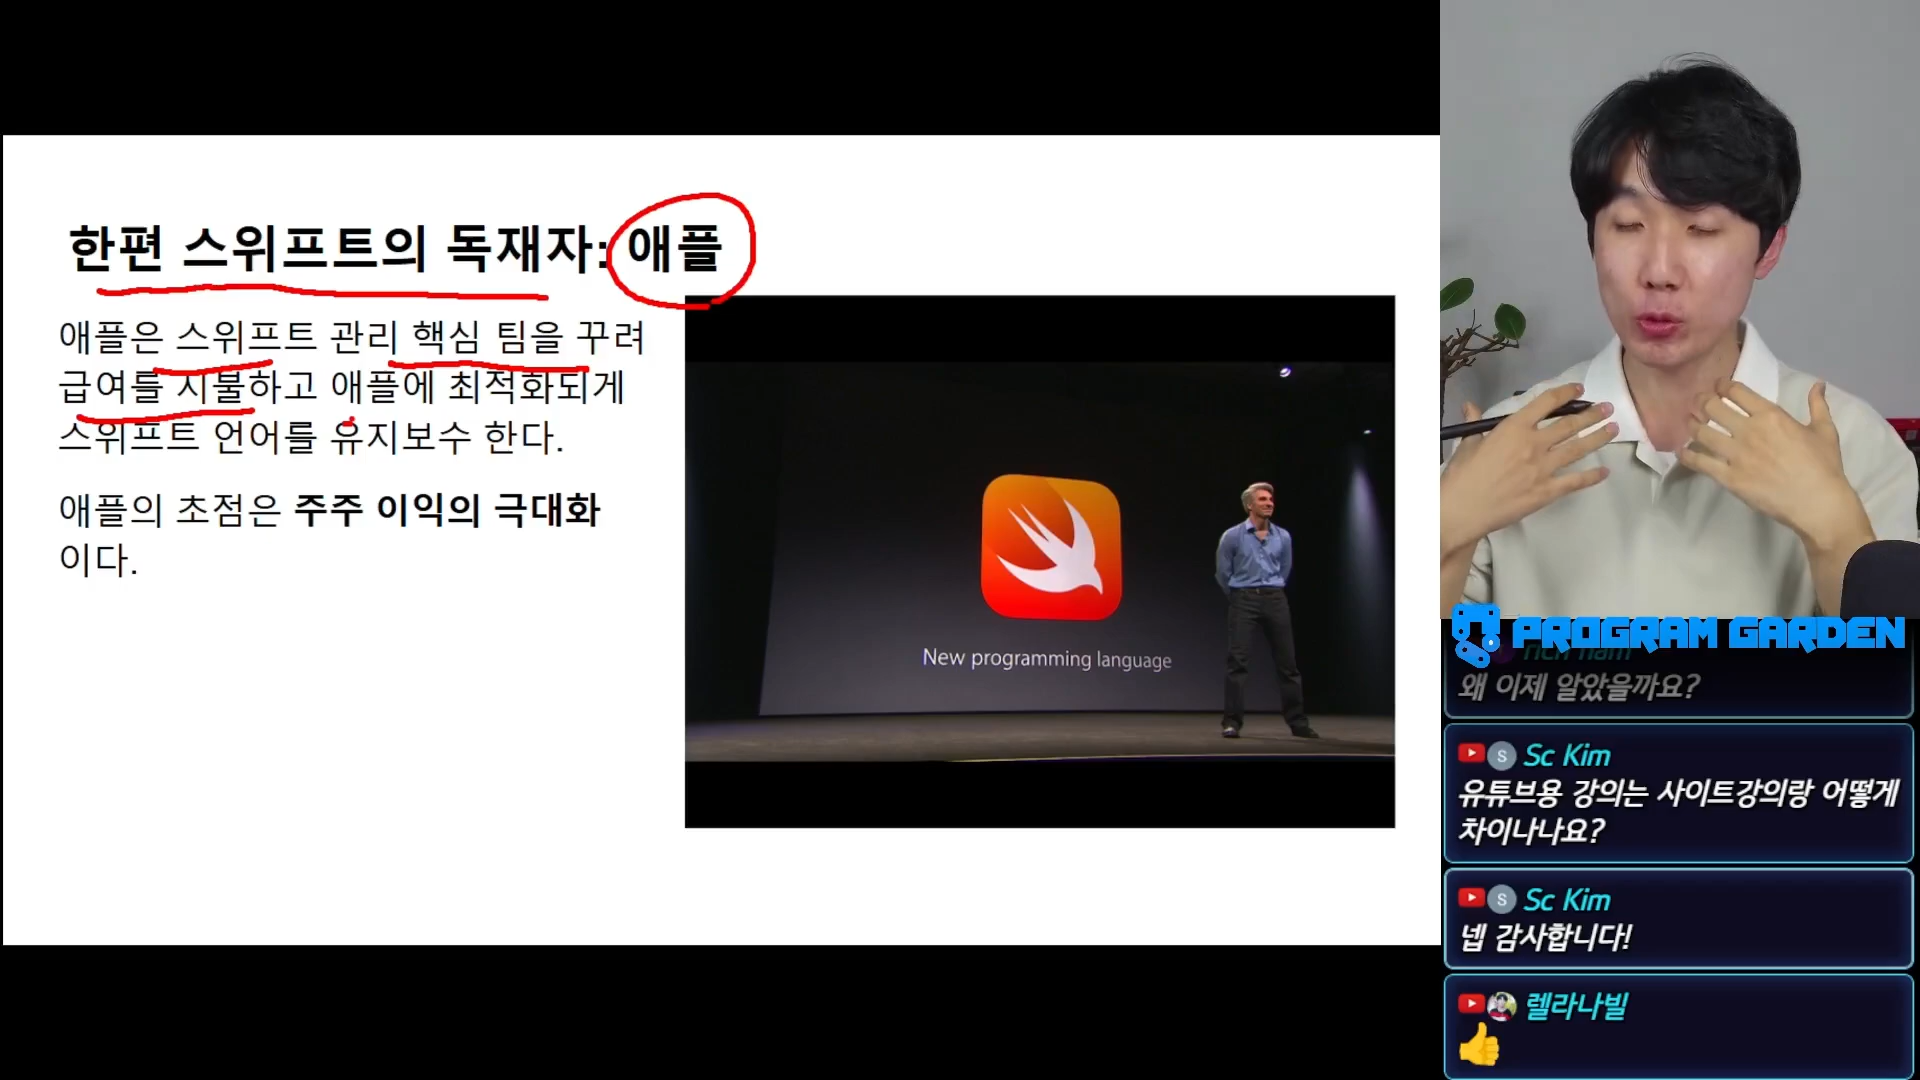 한편 스위프트의 독재자: 애플
애플은 스위프트 관리 핵심 팀을 꾸려
급여를 지불하고 애플에 최적화되게
스위프트 언어를 유지보수 한다.
애플의 초점은 주주 이익의 극대화
이다.
New programming language
PROGRAM GARDEN
rich nam
왜 이제 알았을까요?
S Sc Kim
유튜브용 강의는 사이트강의랑 어떻게
차이나나요?
S Sc Kim
넵 감사합니다!
렐라나빌